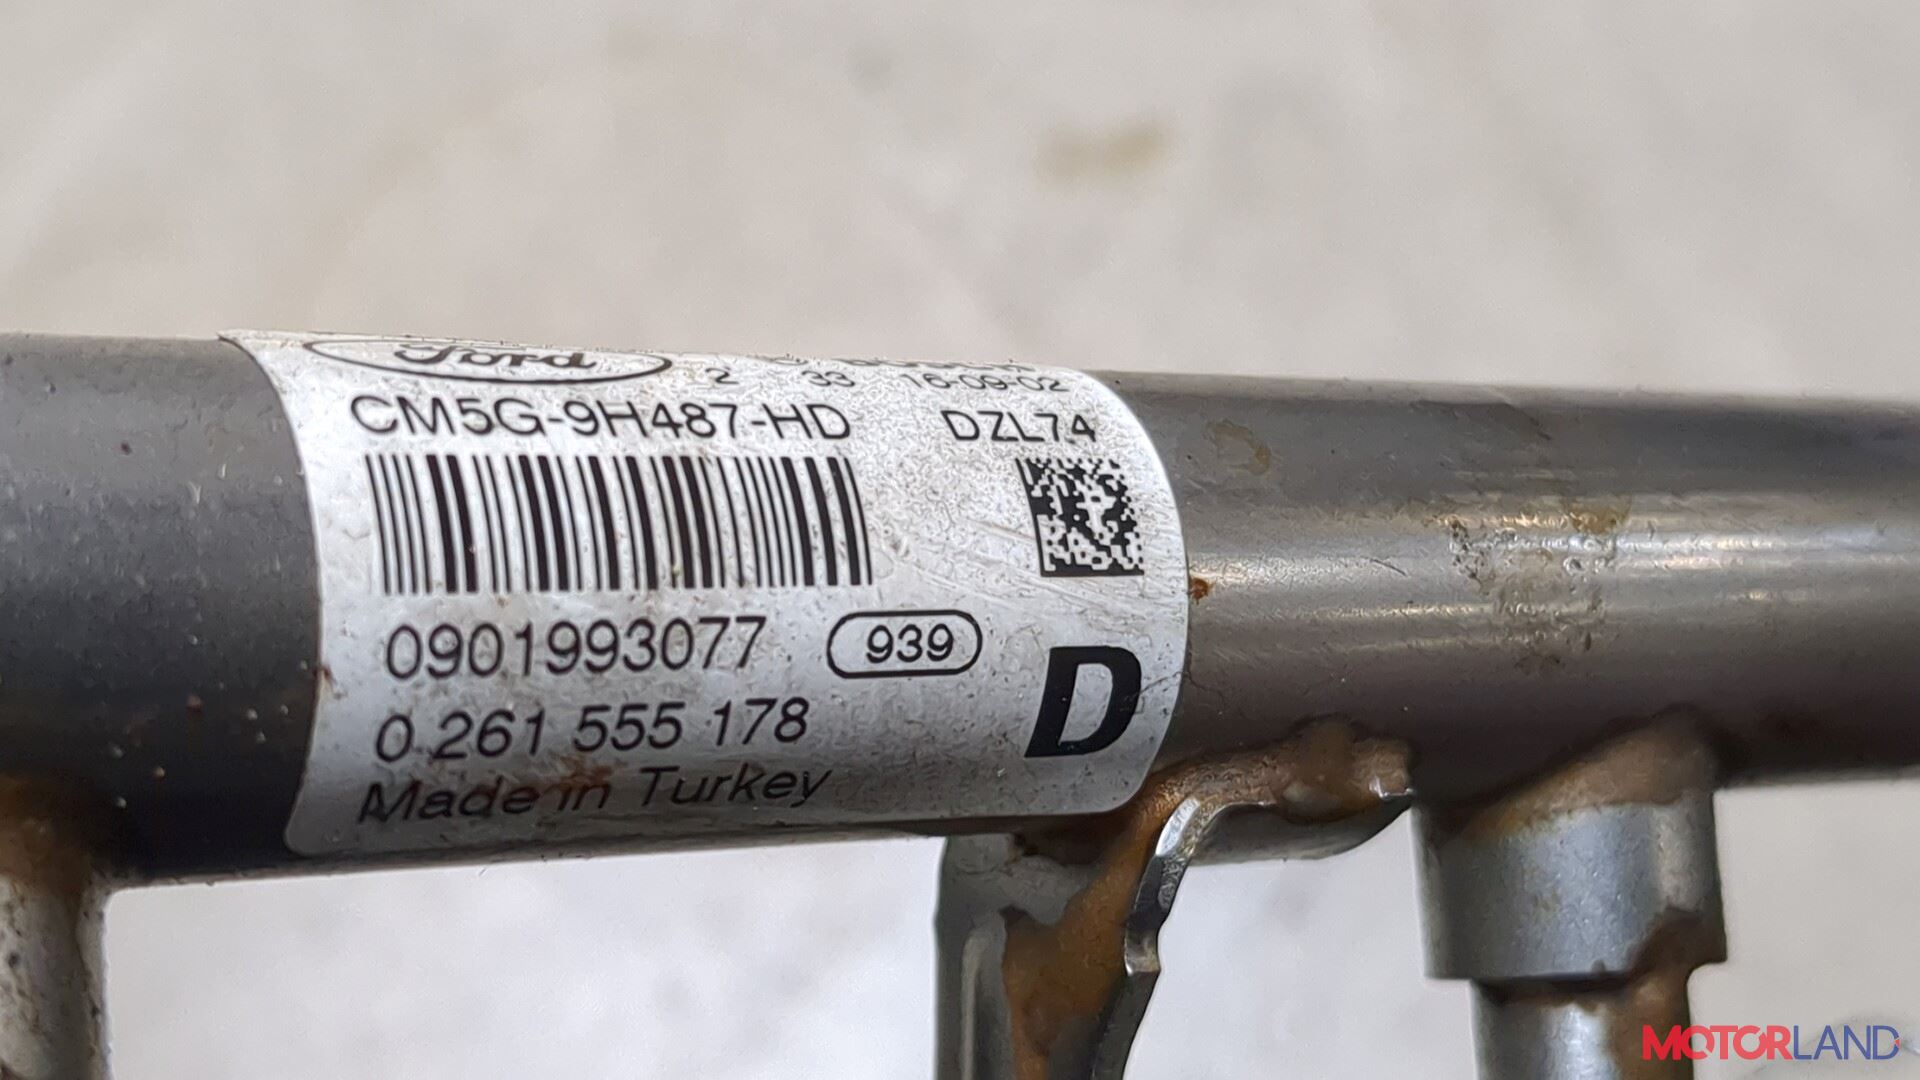 Ford
2 33 16-09-02
CM5G-9H487-HD DZL74
0901993077 939
0 261 555 178 D
Made in Turkey
MOTORLAND